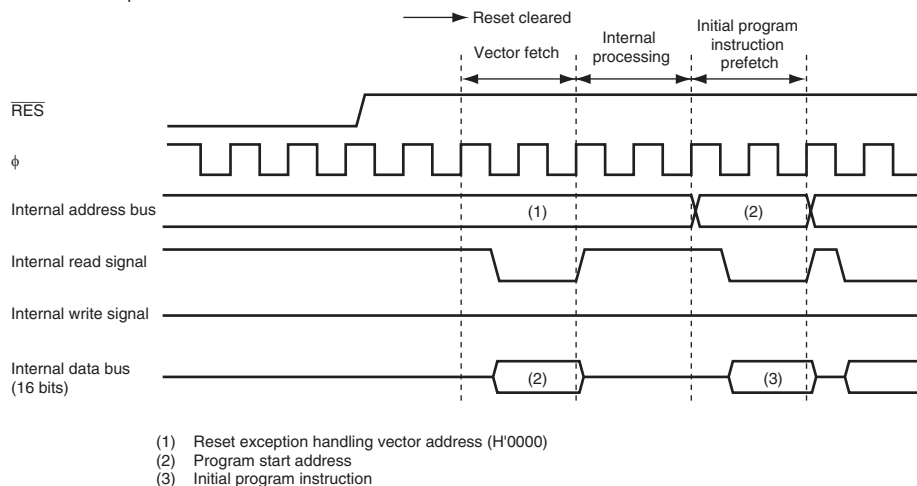 Reset cleared
Vector fetch
Internal
processing
Initial program
instruction
prefetch
RES
ϕ
Internal address bus
(1)
(2)
Internal read signal
Internal write signal
Internal data bus
(16 bits)
(2)
(3)
(1) Reset exception handling vector address (H'0000)
(2) Program start address
(3) Initial program instruction